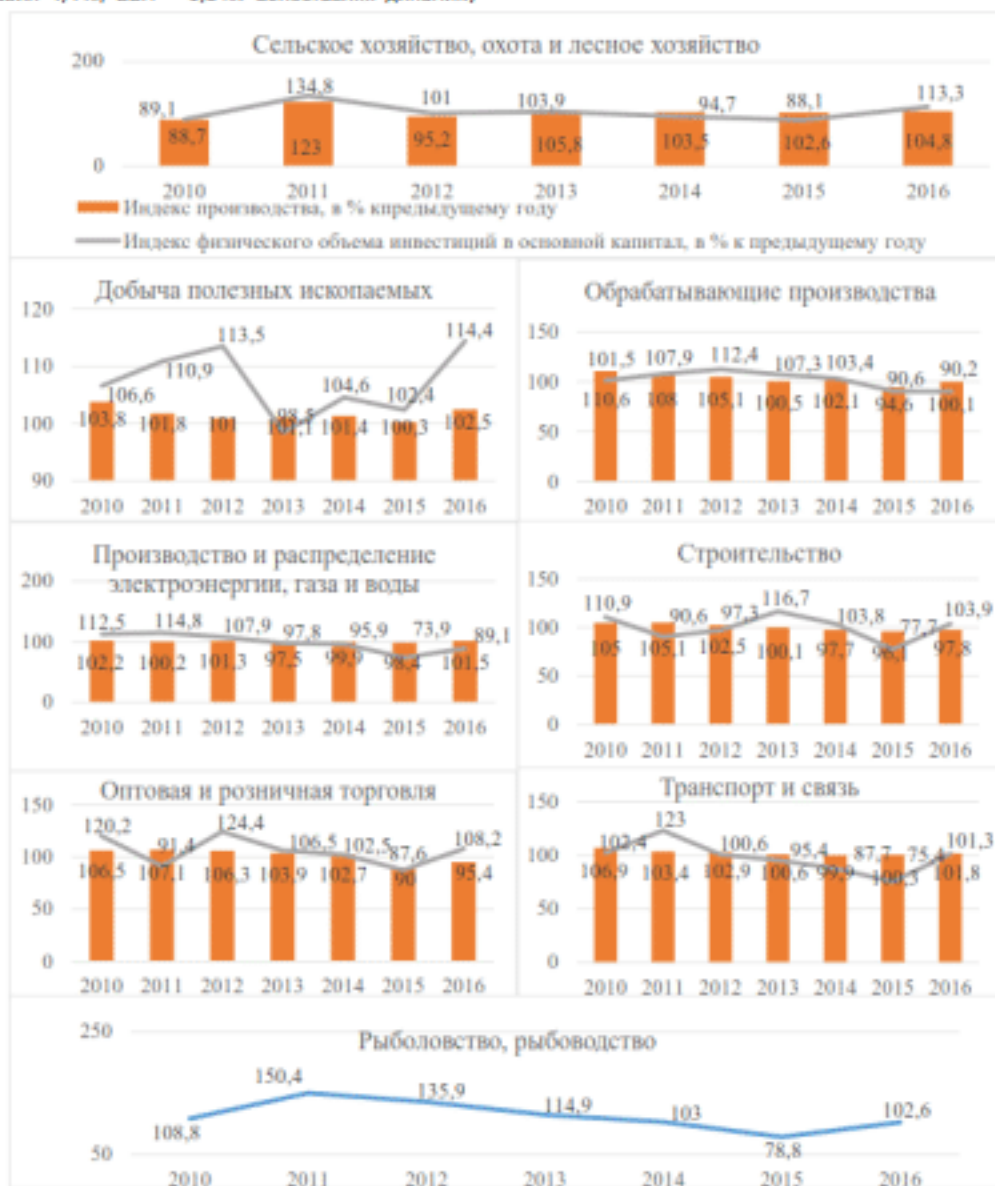 Сельское хозяйство, охота и лесное хозяйство
200
134,8
89,1 101 103,9 94,7 88,1 113,3
88,7 123 95,2 105,8 103,5 102,6 104,8
0
2010 2011 2012 2013 2014 2015 2016
Индекс производства, в % кпредыдущему году
Индекс физического объема инвестиций в основной капитал, в % к предыдущему году
Добыча полезных ископаемых
120
113,5 114,4
110
106,6 110,9 104,6 102,4
98,5
100
103,8 101,8 101 101,1 101,4 100,3 102,5
90
2010 2011 2012 2013 2014 2015 2016
Обрабатывающие производства
150
101,5 107,9 112,4 107,3 103,4 90,6 90,2
100
110,6 108 105,1 100,5 102,1 94,6 100,1
50
0
2010 2011 2012 2013 2014 2015 2016
Производство и распределение
электроэнергии, газа и воды
200
112,5 114,8 107,9 97,8 95,9 73,9 89,1
100
102,2 100,2 101,3 97,5 99,9 98,4 101,5
0
2010 2011 2012 2013 2014 2015 2016
Строительство
150
110,9 90,6 97,3 116,7 103,8 77,7 103,9
100
105 105,1 102,5 100,1 97,7 96,1 97,8
50
0
2010 2011 2012 2013 2014 2015 2016
Оптовая и розничная торговля
150
120,2 91,4 124,4 106,5 102,5 87,6 108,2
100
106,5 107,1 106,3 103,9 102,7 90 95,4
50
0
2010 2011 2012 2013 2014 2015 2016
Транспорт и связь
150
102,4 123 100,6 95,4 87,7 75,4 101,3
100
106,9 103,4 102,9 100,6 99,9 100,3 101,8
50
0
2010 2011 2012 2013 2014 2015 2016
Рыболовство, рыбоводство
250
108,8 150,4 135,9 114,9 103 78,8 102,6
50
2010 2011 2012 2013 2014 2015 2016